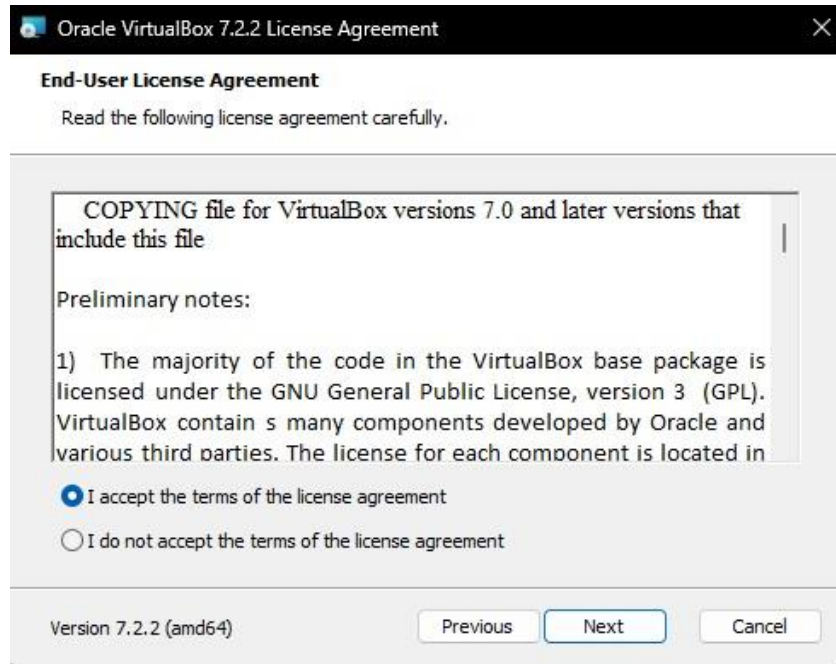 Oracle VirtualBox 7.2.2 License Agreement
End-User License Agreement
Read the following license agreement carefully.
COPYING file for VirtualBox versions 7.0 and later versions that
include this file
Preliminary notes:
1) The majority of the code in the VirtualBox base package is
licensed under the GNU General Public License, version 3 (GPL).
VirtualBox contain s many components developed by Oracle and
various third parties. The license for each component is located in
I accept the terms of the license agreement
I do not accept the terms of the license agreement
Version 7.2.2 (amd64)
Previous
Next
Cancel